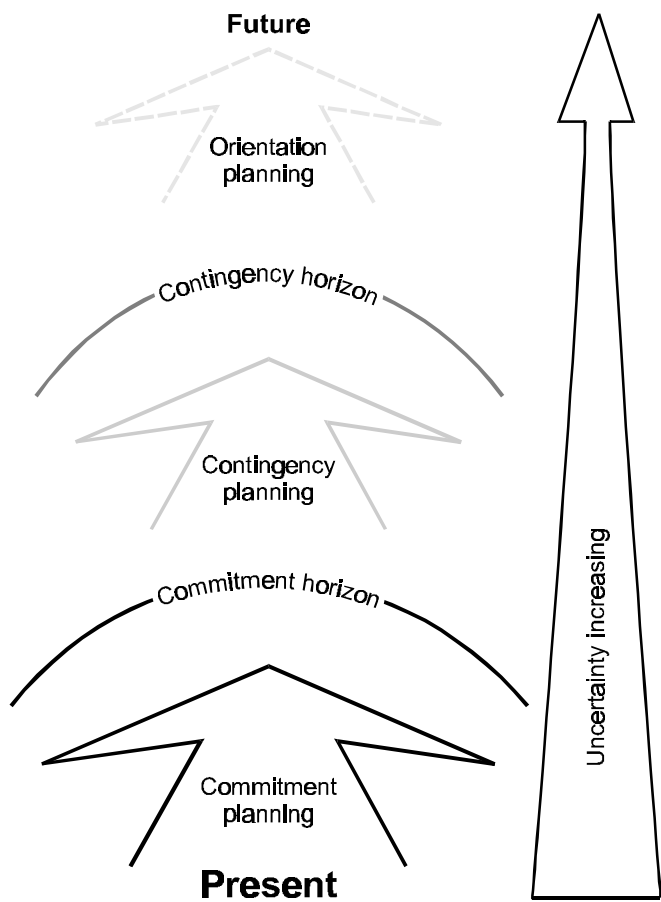 Future
Orientation
planning
Contingency horizon
Contingency
planning
Commitment horizon
Commitment
planning
Present
Uncertainty increasing